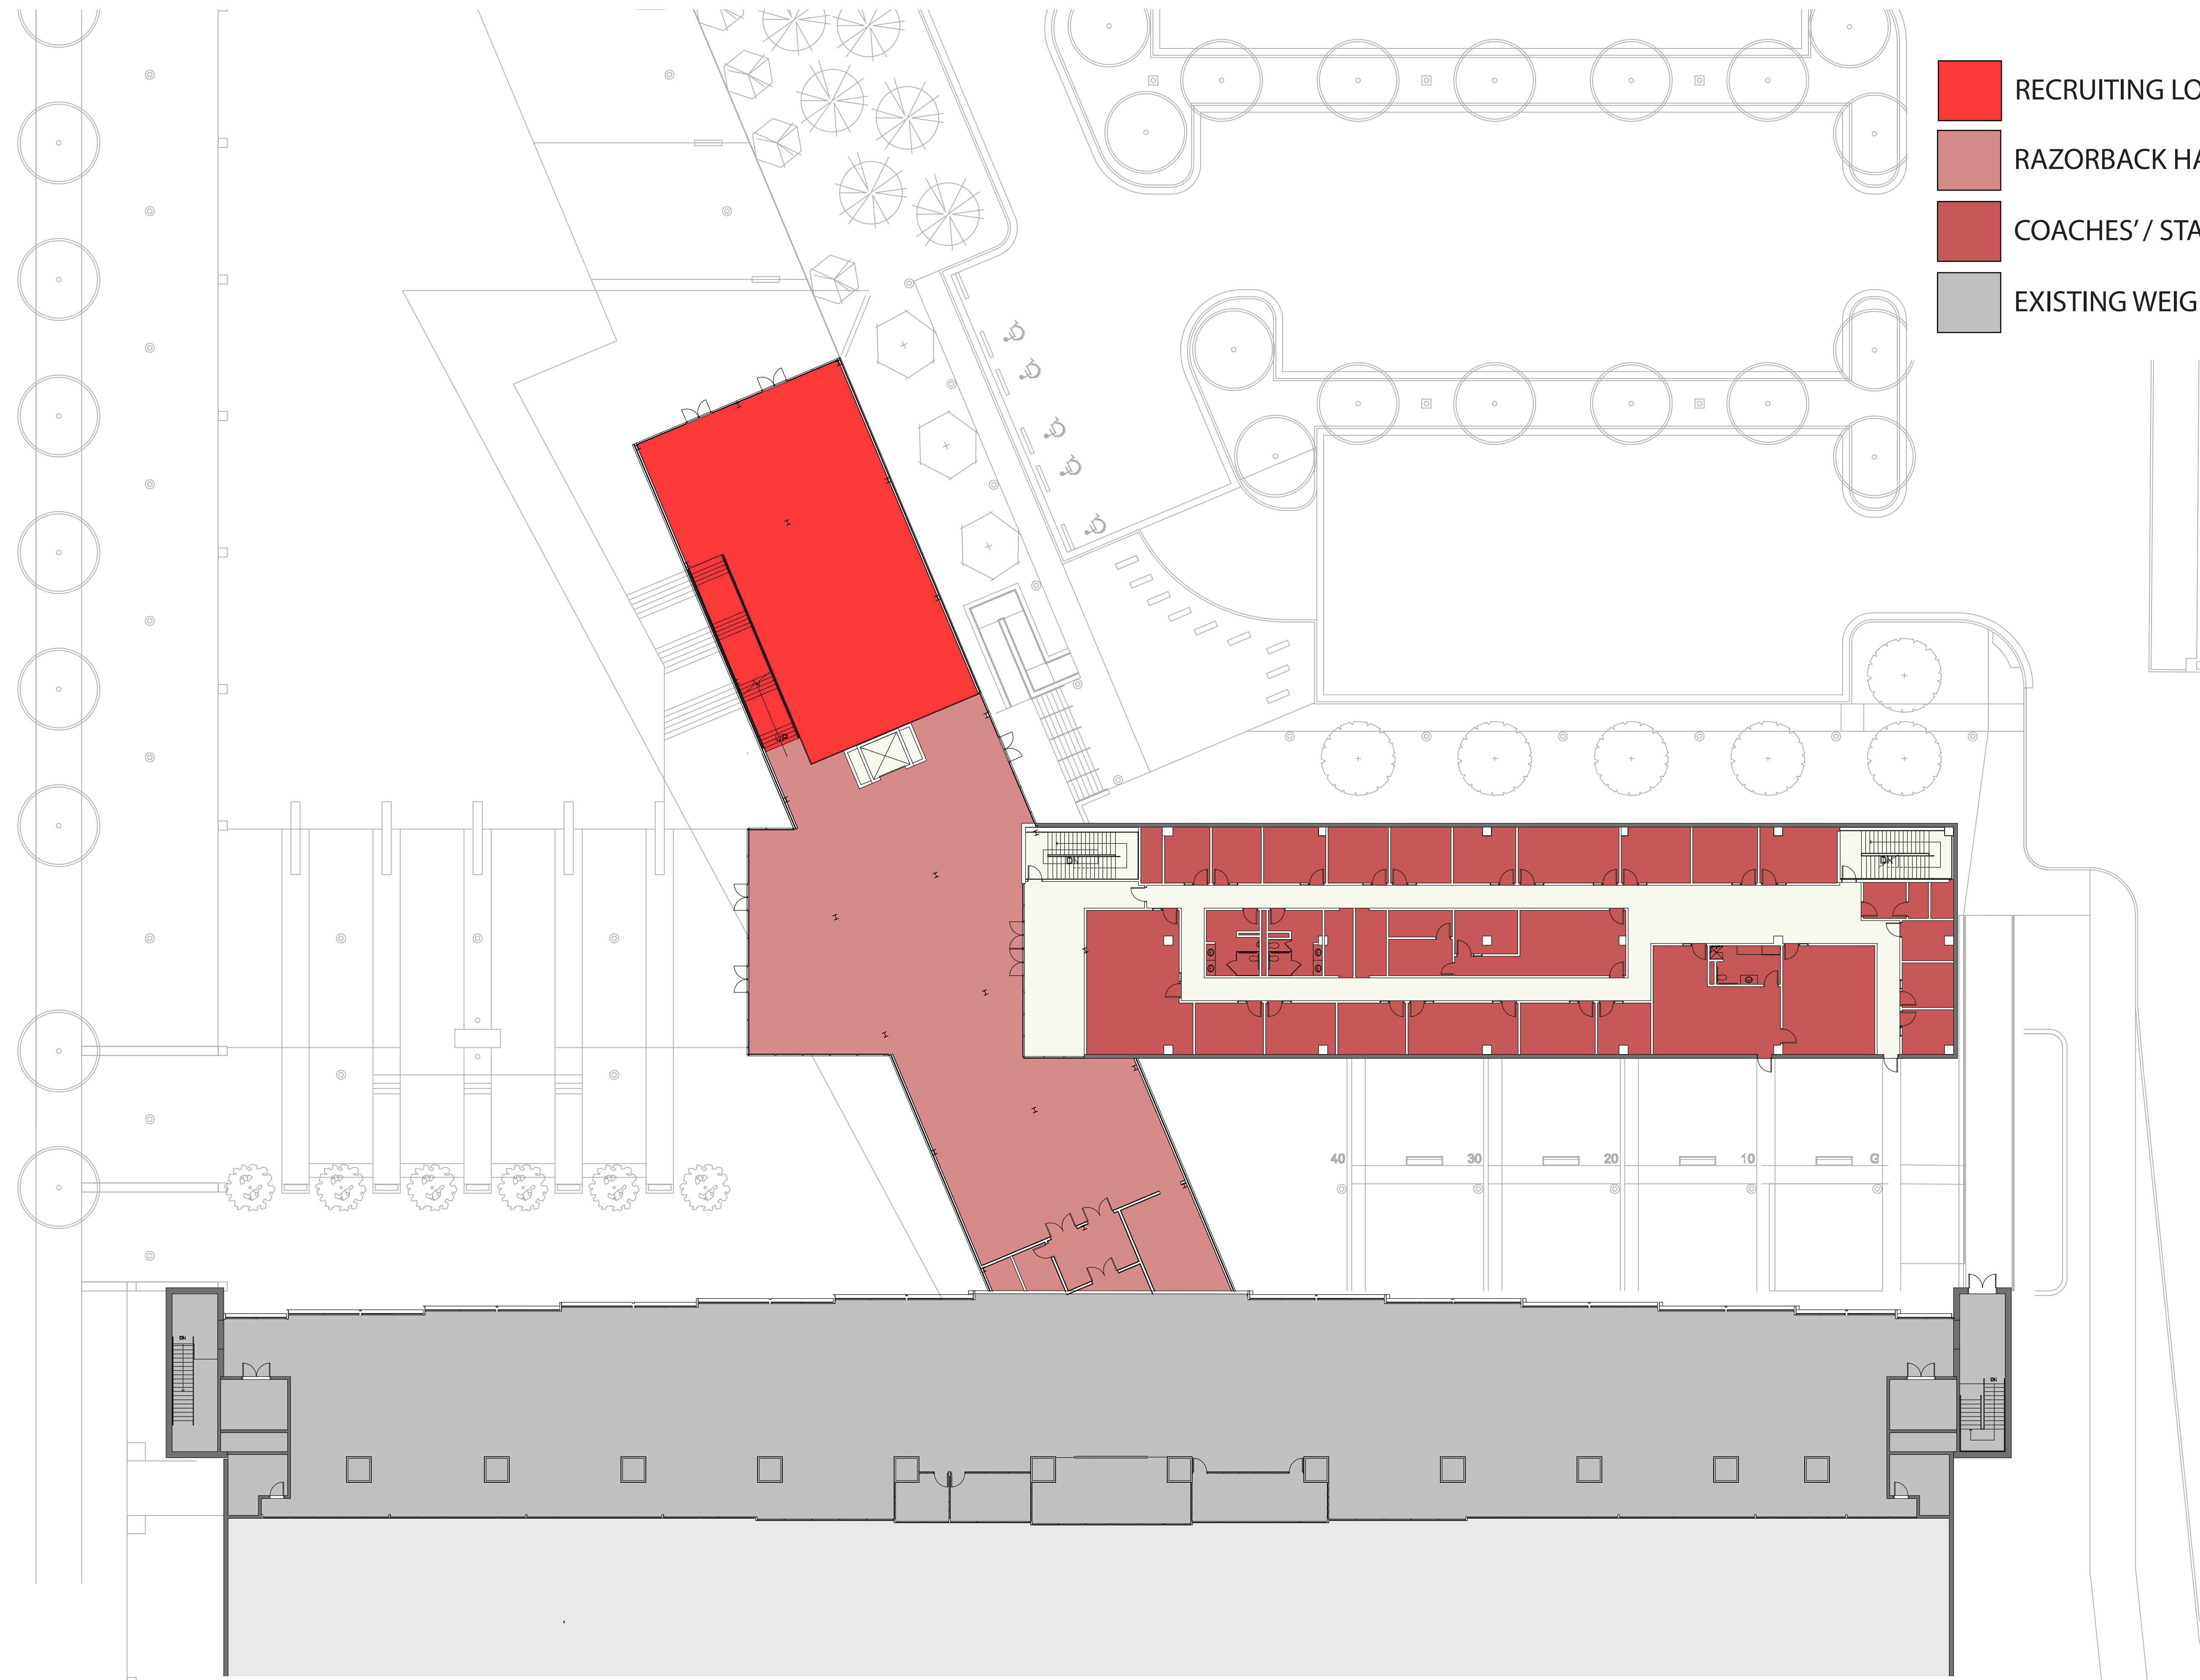 RECRUITING LO
RAZORBACK HA
COACHES' / STA
EXISTING WEIG
UP
DN
DN
40
30
20
10
G
DN
DN